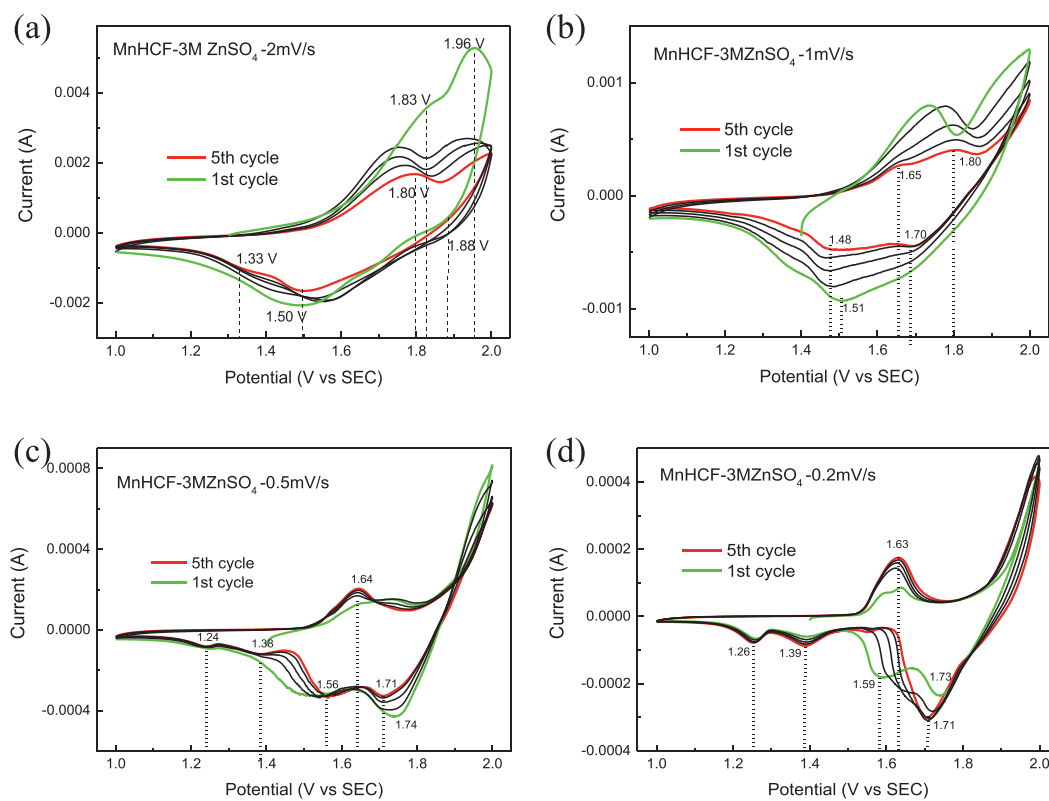 (a)
MnHCF-3M ZnSO4 -2mV/s
1.96 V
1.83 V
5th cycle
1st cycle
1.80 V
1.88 V
1.33 V
1.50 V
0.004
0.002
0.000
-0.002
Current (A)
1.0 1.2 1.4 1.6 1.8 2.0
Potential (V vs SEC)
(b)
MnHCF-3MZnSO4 -1mV/s
5th cycle
1st cycle
1.65
1.80
1.48
1.70
1.51
0.001
0.000
-0.001
Current (A)
1.0 1.2 1.4 1.6 1.8 2.0
Potential (V vs SEC)
(c)
MnHCF-3MZnSO4 -0.5mV/s
5th cycle
1st cycle
1.64
1.24
1.38
1.56
1.71
1.74
0.0008
0.0004
0.0000
-0.0004
Current (A)
1.0 1.2 1.4 1.6 1.8 2.0
Potential (V vs SEC)
(d)
MnHCF-3MZnSO4 -0.2mV/s
5th cycle
1st cycle
1.63
1.26
1.39
1.59
1.73
1.71
0.0004
0.0002
0.0000
-0.0002
-0.0004
Current (A)
1.0 1.2 1.4 1.6 1.8 2.0
Potential (V vs SEC)